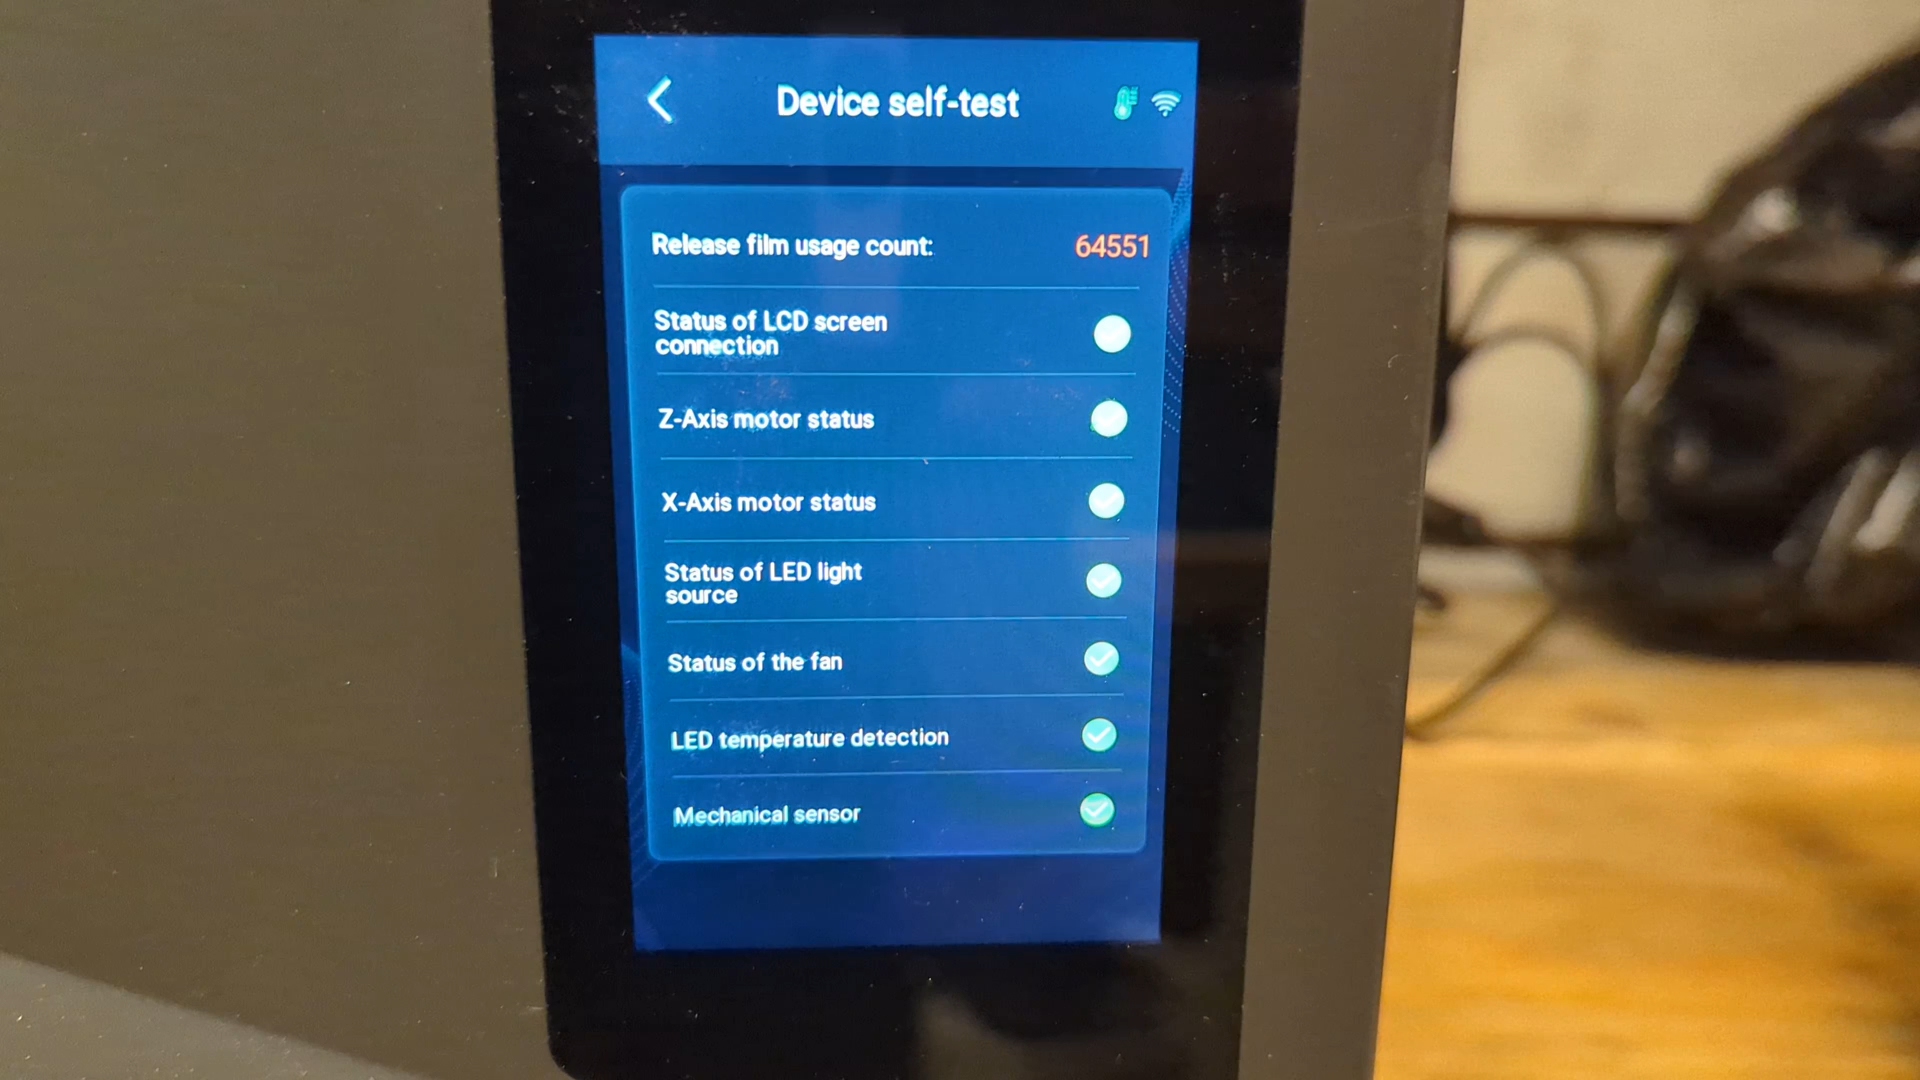 Device self-test
Release film usage count: 64551
Status of LCD screen
connection
Z-Axis motor status
X-Axis motor status
Status of LED light
source
Status of the fan
LED temperature detection
Mechanical sensor